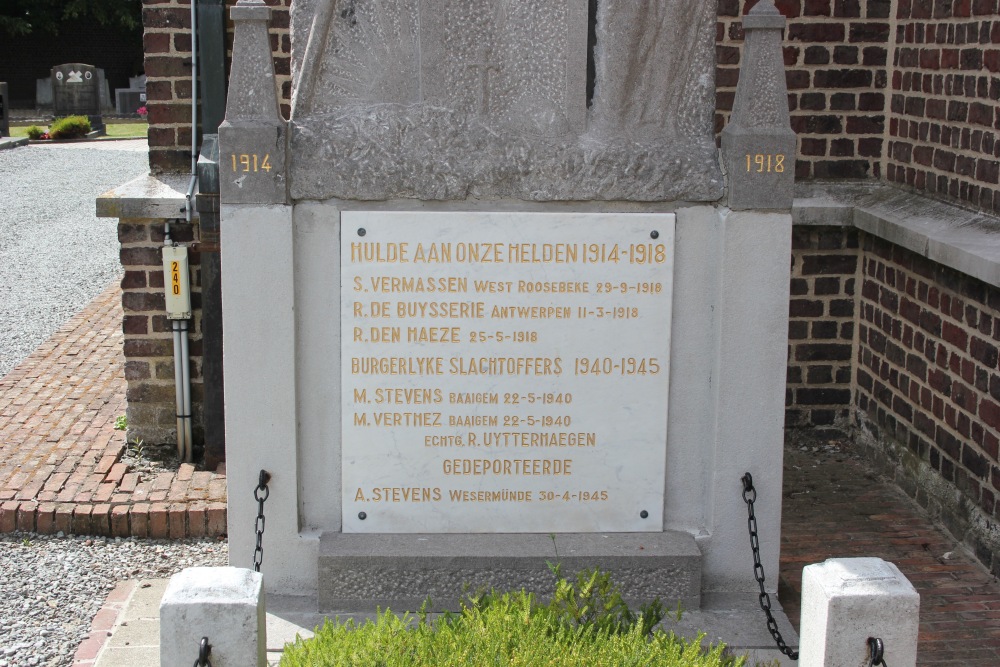 1914
1918
HULDE AAN ONZE HELDEN 1914-1918
S. VERMASSEN WEST ROOSEBEKE 29-9-1918
R. DE BUYSSERIE ANTWERPEN 11-3-1918
R. DEN HAEZE 25-5-1918
BURGERLYKE SLACHTOFFERS 1940-1945
M. STEVENS BAAIGEM 22-5-1940
M. VERTHEZ BAAIGEM 22-5-1940
ECHTG. R. UYTTERHAEGEN
GEDEPORTEERDE
A. STEVENS WESERMÜNDE 30-4-1945
240